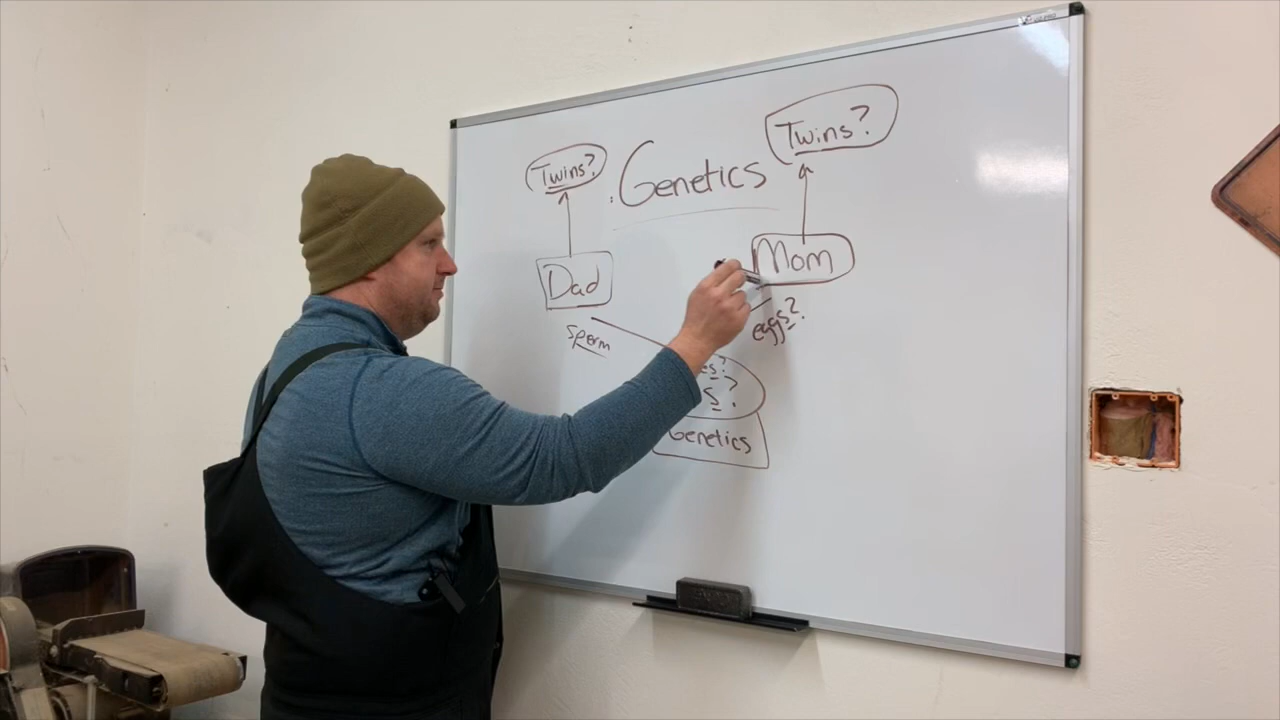 Twins?
Genetics
Twins?
Dad
Mom
sperm
eggs?
Genetics